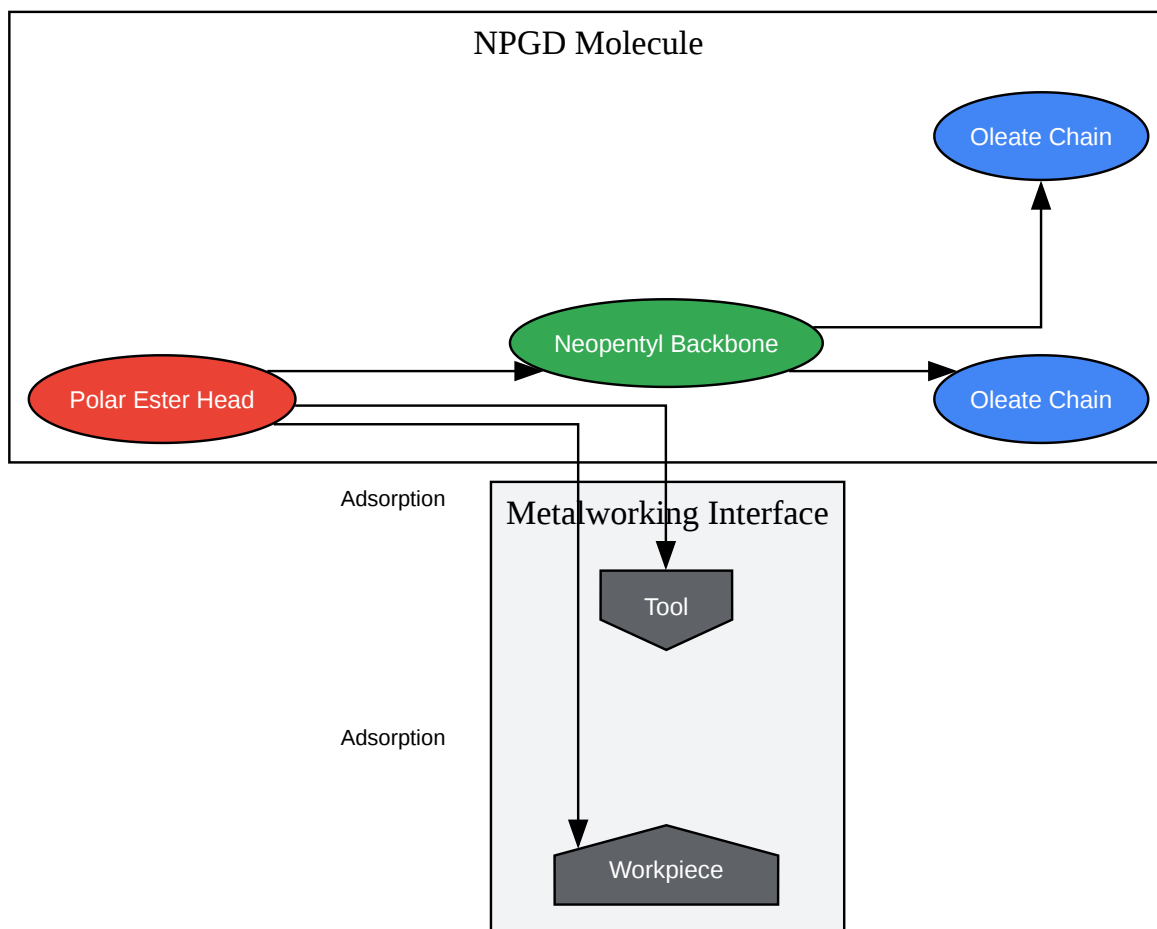 NPGD Molecule
Oleate Chain
Neopentyl Backbone
Polar Ester Head
Oleate Chain
Adsorption
Metalworking Interface
Tool
Adsorption
Workpiece